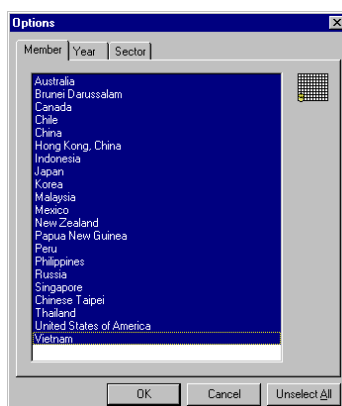 Options
Member Year Sector
Australia
Brunei Darussalam
Canada
Chile
China
Hong Kong, China
Indonesia
Japan
Korea
Malaysia
Mexico
New Zealand
Papua New Guinea
Peru
Philippines
Russia
Singapore
Chinese Taipei
Thailand
United States of America
Vietnam
OK Cancel Unselect All